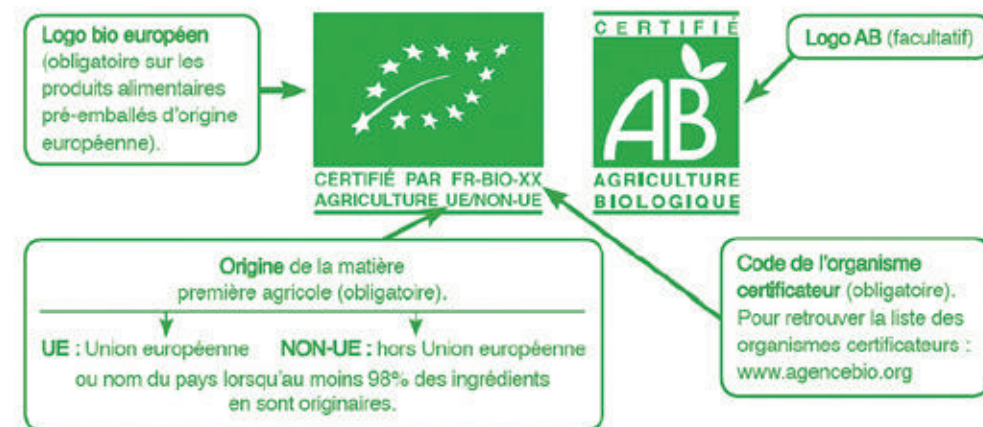 Logo bio européen
(obligatoire sur les
produits alimentaires
pré-emballés d'origine
européenne).
CERTIFIÉ PAR FR-BIO-XX
AGRICULTURE UE/NON-UE
CERTIFIÉ
AB
AGRICULTURE
BIOLOGIQUE
Logo AB (facultatif)
Origine de la matière
première agricole (obligatoire).
UE : Union européenne NON-UE : hors Union européenne
ou nom du pays lorsqu'au moins 98% des ingrédients
en sont originaires.
Code de l'organisme
certificateur (obligatoire).
Pour retrouver la liste des
organismes certificateurs :
www.agencebio.org